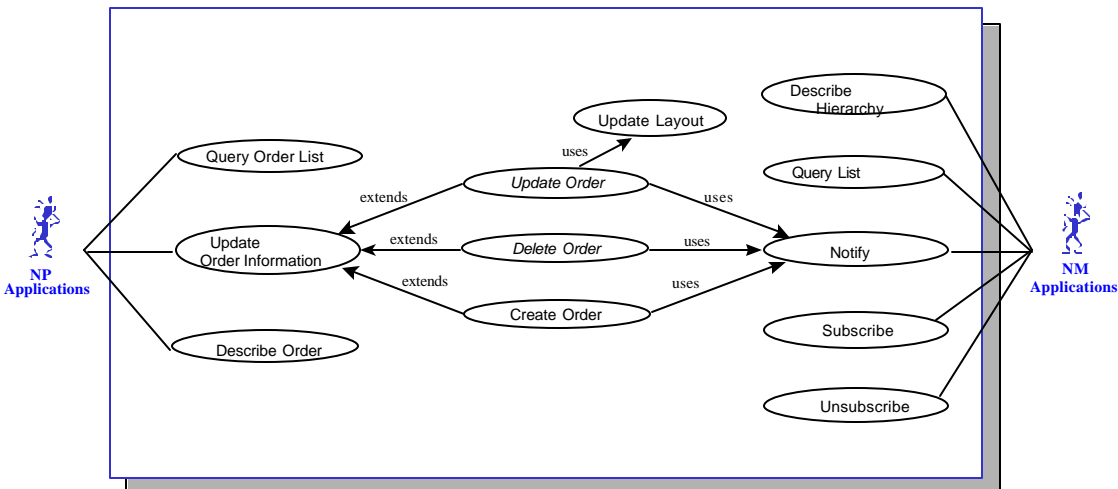 Describe
Hierarchy
Update Layout
uses
Query Order List
Query List
Update Order
extends
uses
NP
Applications
Update
Order Information
extends
Delete Order
uses
Notify
NM
Applications
extends
Create Order
uses
Subscribe
Describe Order
Unsubscribe